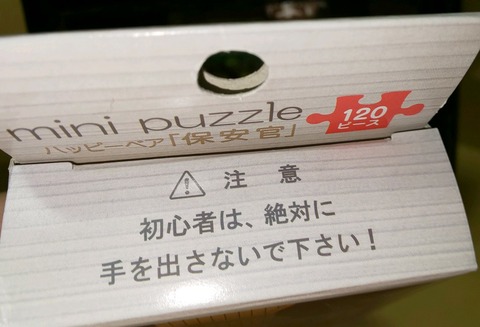 mini puzzle
ハッピーベア「保安官」
120
ピース
注意
初心者は、絶対に
手を出さないで下さい！